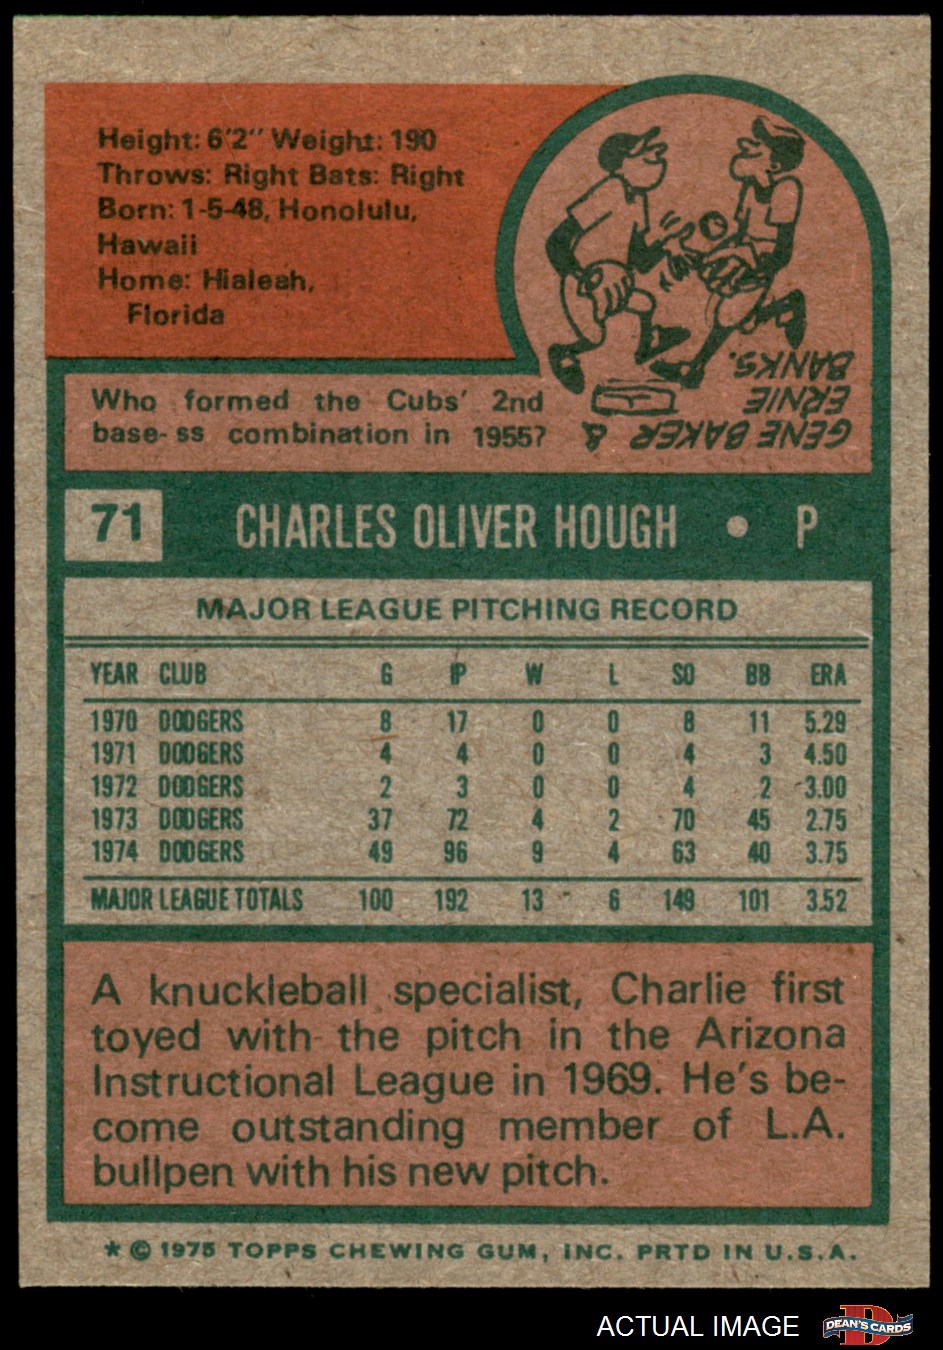 Height: 6'2" Weight: 190
Throws: Right Bats: Right
Born: 1-5-48, Honolulu,
Hawaii
Home: Hialeah,
Florida
Who formed the Cubs' 2nd
base-ss combination in 1955?
GENE BAKER &
ERNIE
BANKS.
71 CHARLES OLIVER HOUGH • P
MAJOR LEAGUE PITCHING RECORD
YEAR CLUB G IP W L SO BB ERA
1970 DODGERS 8 17 0 0 8 11 5.29
1971 DODGERS 4 4 0 0 4 3 4.50
1972 DODGERS 2 3 0 0 4 2 3.00
1973 DODGERS 37 72 4 2 70 45 2.75
1974 DODGERS 49 96 9 4 63 40 3.75
MAJOR LEAGUE TOTALS 100 192 13 6 149 101 3.52
A knuckleball specialist, Charlie first
toyed with the pitch in the Arizona
Instructional League in 1969. He's be-
come outstanding member of L.A.
bullpen with his new pitch.
* © 1975 TOPPS CHEWING GUM, INC. PRTD IN U.S.A.
ACTUAL IMAGE
D
DEAN'S CARDS